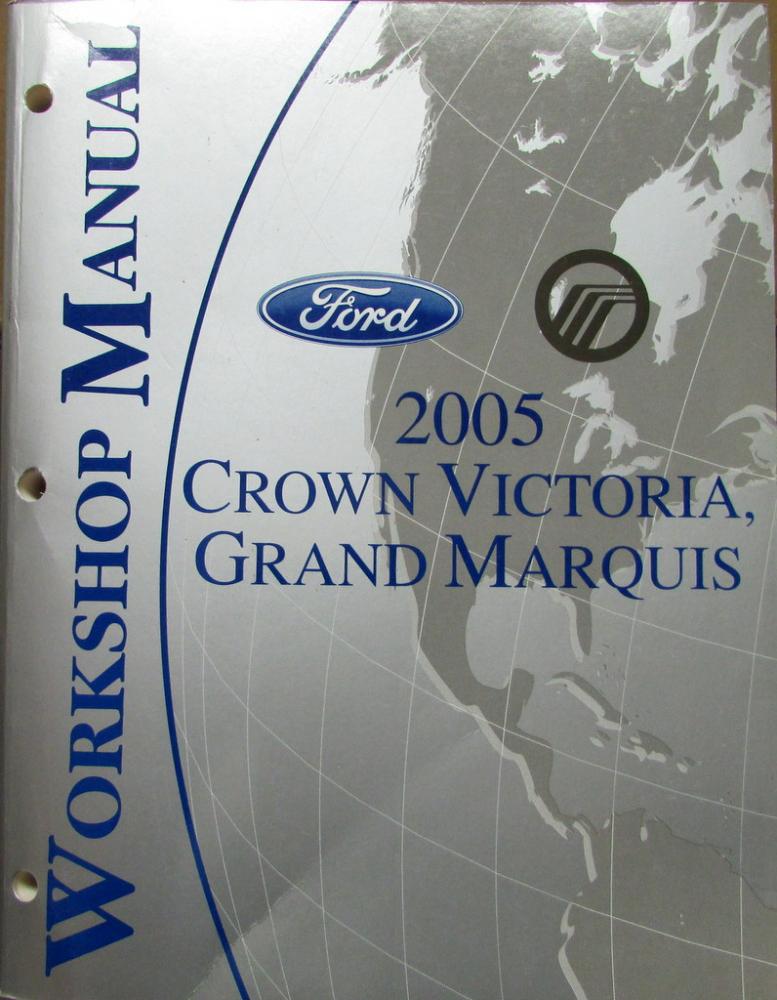 WORKSHOP MANUAL
Ford
2005
CROWN VICTORIA,
GRAND MARQUIS